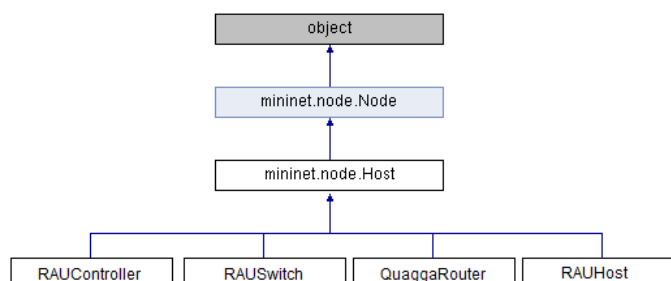 object
mininet.node.Node
mininet.node.Host
RAUController
RAUSwitch
QuaggaRouter
RAUHost